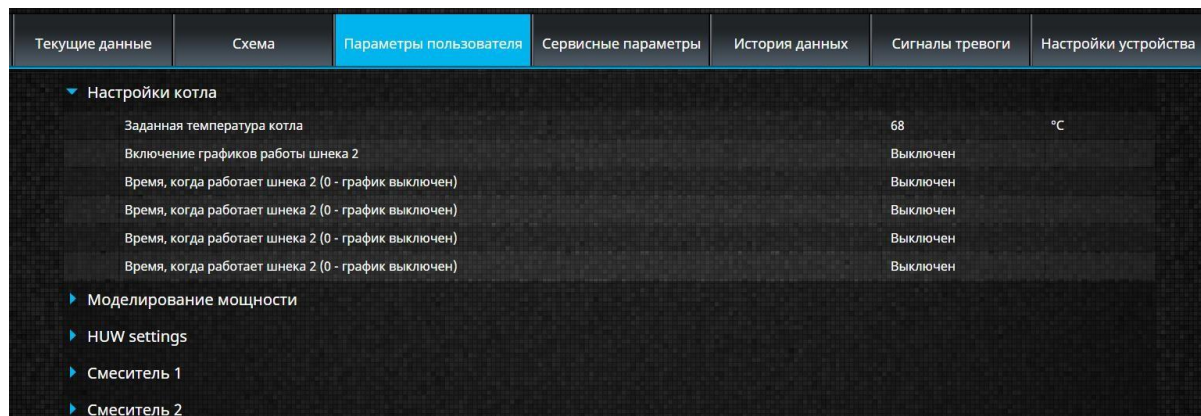 Текущие данные Схема Параметры пользователя Сервисные параметры История данных Сигналы тревоги Настройки устройства
Настройки котла
Заданная температура котла 68 °C
Включение графиков работы шнека 2 Выключен
Время, когда работает шнека 2 (0 - график выключен) Выключен
Время, когда работает шнека 2 (0 - график выключен) Выключен
Время, когда работает шнека 2 (0 - график выключен) Выключен
Время, когда работает шнека 2 (0 - график выключен) Выключен
Моделирование мощности
HUW settings
Смеситель 1
Смеситель 2